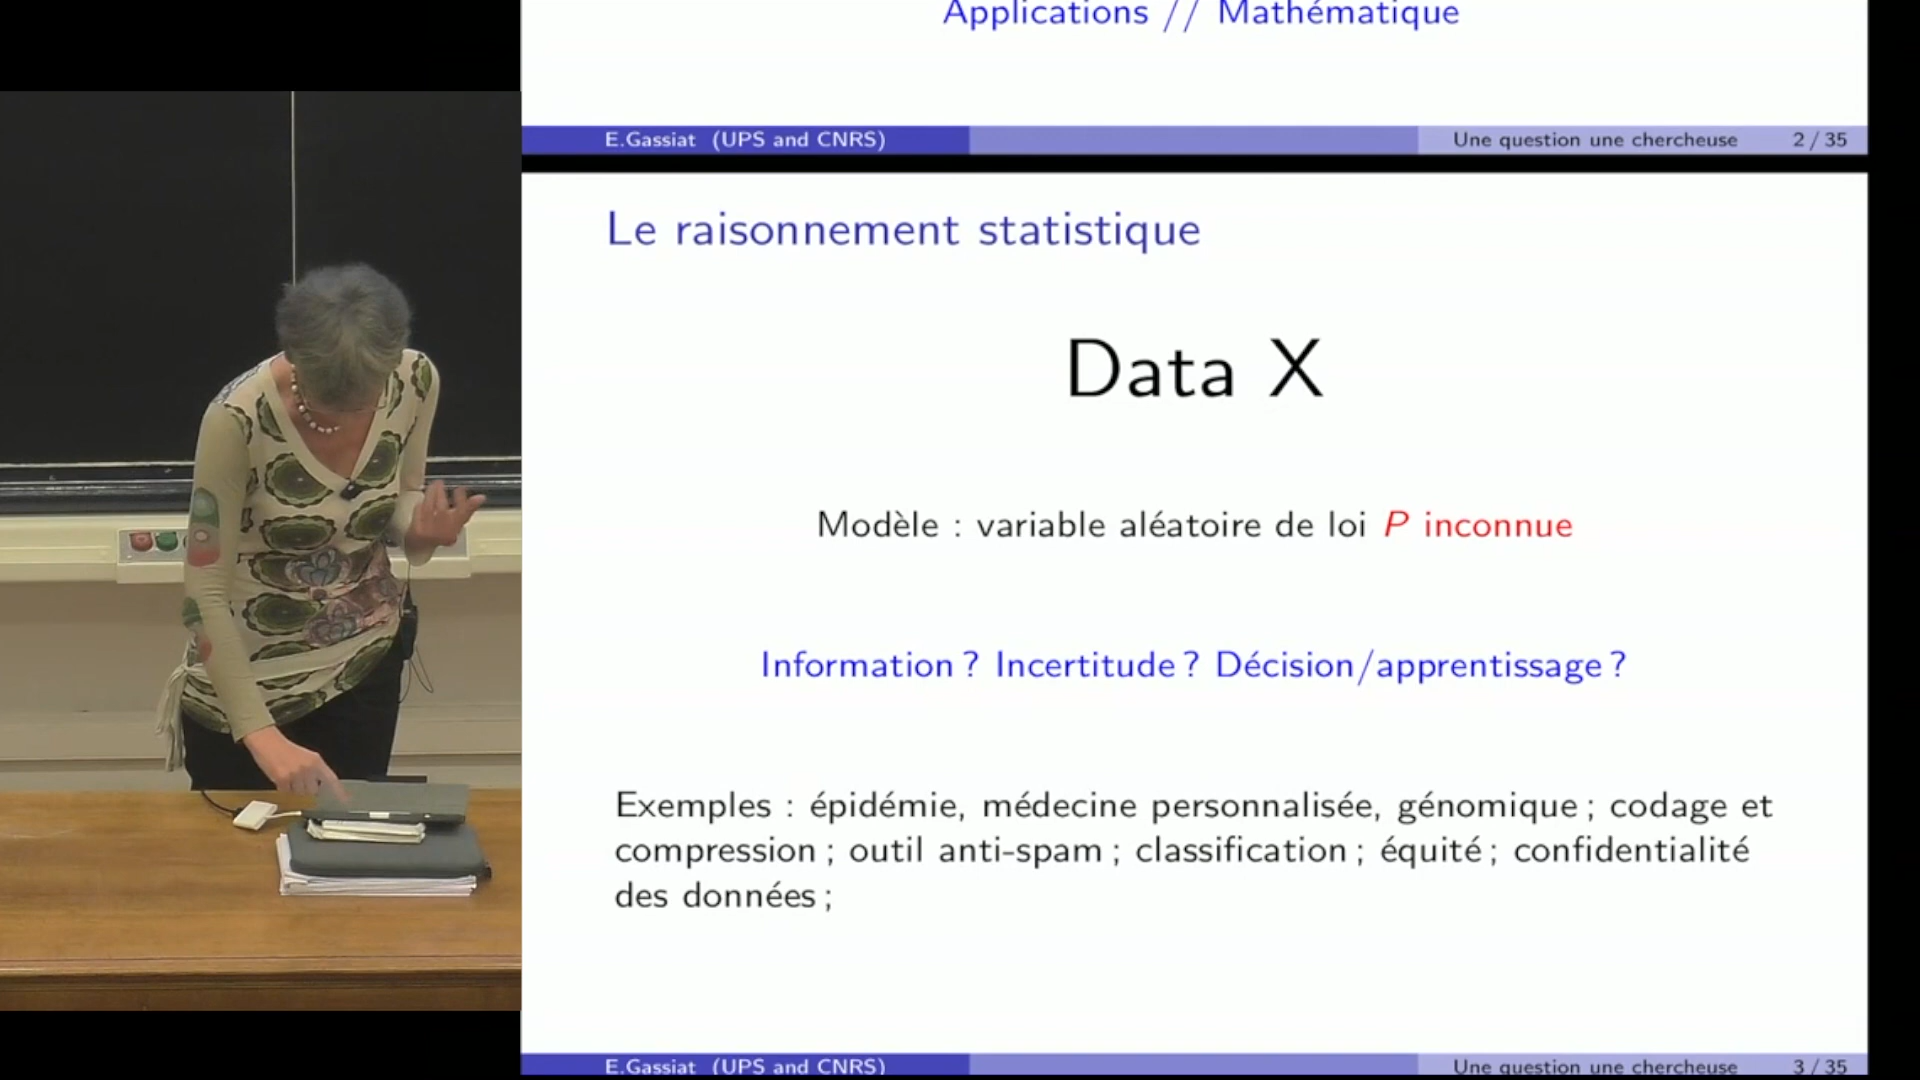 Applications // Mathématique
E.Gassiat (UPS and CNRS)
Une question une chercheuse
2 / 35
Le raisonnement statistique
Data X
Modèle : variable aléatoire de loi P inconnue
Information ? Incertitude ? Décision/apprentissage ?
Exemples : épidémie, médecine personnalisée, génomique ; codage et
compression ; outil anti-spam ; classification ; équité ; confidentialité
des données ;
E.Gassiat (UPS and CNRS)
Une question une chercheuse
3 / 35